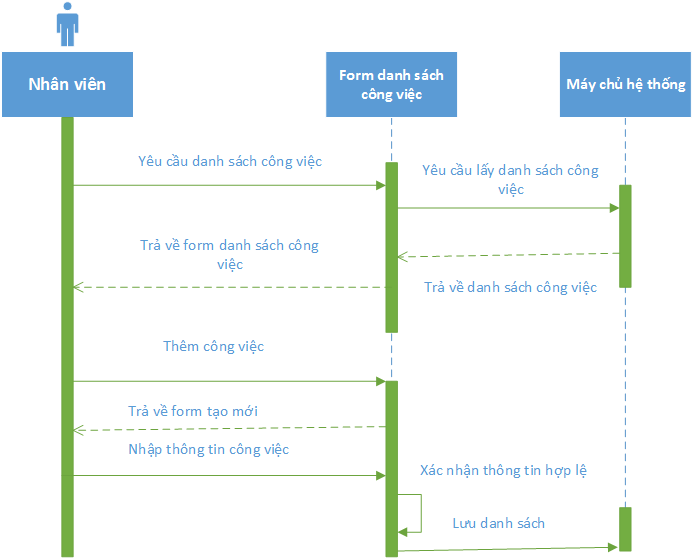 Nhân viên
Form danh sách
công việc
Máy chủ hệ thống
Yêu cầu danh sách công việc
Yêu cầu lấy danh sách công
việc
Trả về form danh sách công
việc
Trả về danh sách công việc
Thêm công việc
Trả về form tạo mới
Nhập thông tin công việc
Xác nhận thông tin hợp lệ
Lưu danh sách